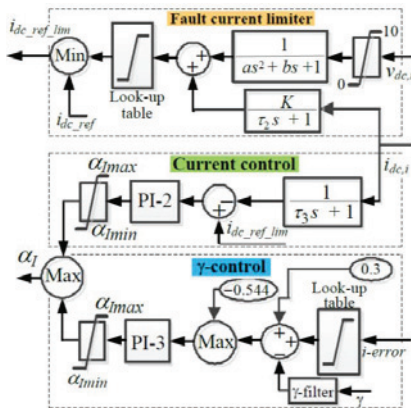 Fault current limiter
i_dc_ref_lim
Min
i_dc_ref
Look-up
table
+
+
1
as² + bs + 1
10
0
v_dc,i
K
τ₂s + 1
i_dc,i
Current control
α_Imax
α_Imin
PI-2
−
+
i_dc_ref_lim
1
τ₃s + 1
α_I
Max
γ-control
α_Imax
α_Imin
PI-3
−0.544
Max
0.3
+
+
−
Look-up
table
i-error
γ-filter
γ